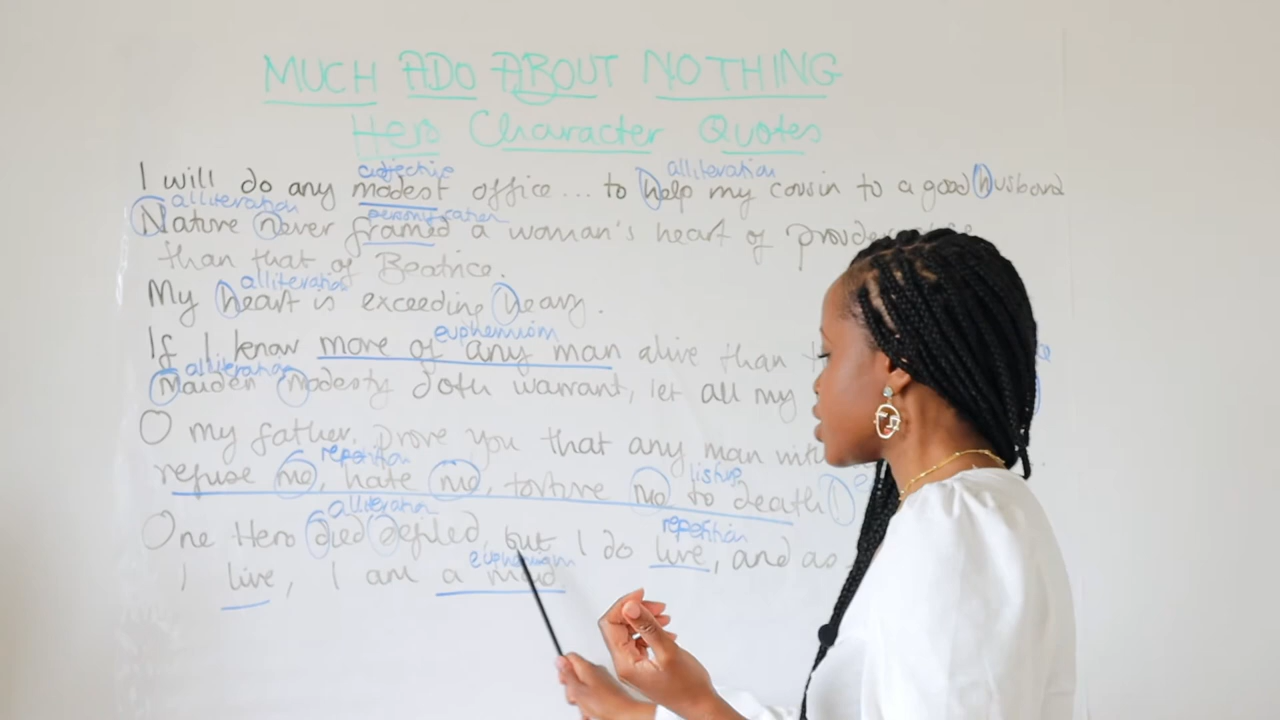 MUCH ADO ABOUT NOTHING
Hero Character Quotes
adjective alliteration
I will do any modest office... to help my cousin to a good husband
alliteration personification
Nature never framed a woman's heart of
than that of Beatrice.
alliteration
My heart is exceeding heavy.
euphemism
If I know more of any man alive than
alliteration
Maiden modesty doth warrant, let all my
O my father, prove you that any man with
repetition listing
refuse me, hate me, torture me to death!
alliteration repetition
One Hero died defiled, but I do live, and as
euphemism
I live, I am a maid.